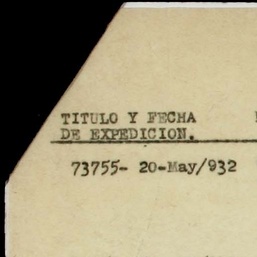 TITULO Y FECHA
DE EXPEDICION.
73755- 20-May/932